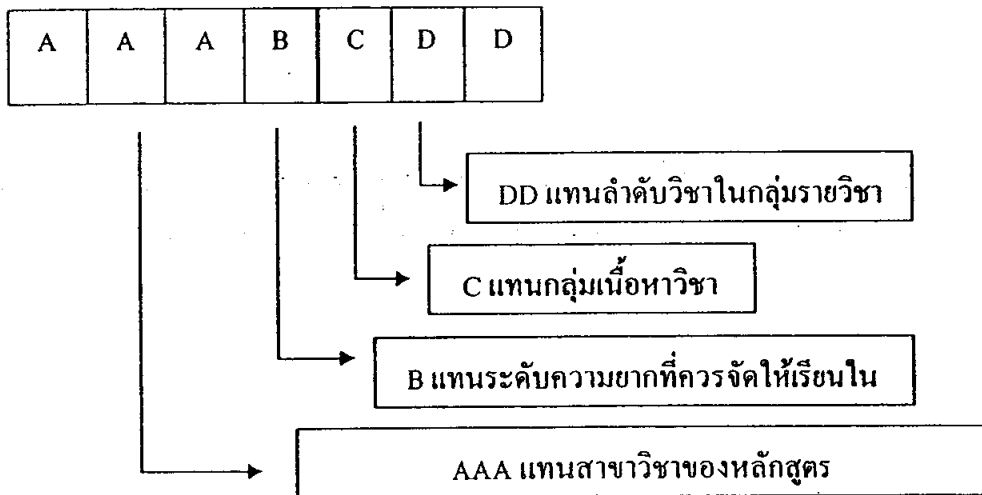 A A A B C D D
DD แทนลำดับวิชาในกลุ่มรายวิชา
C แทนกลุ่มเนื้อหาวิชา
B แทนระดับความยากที่ควรจัดให้เรียนใน
AAA แทนสาขาวิชาของหลักสูตร